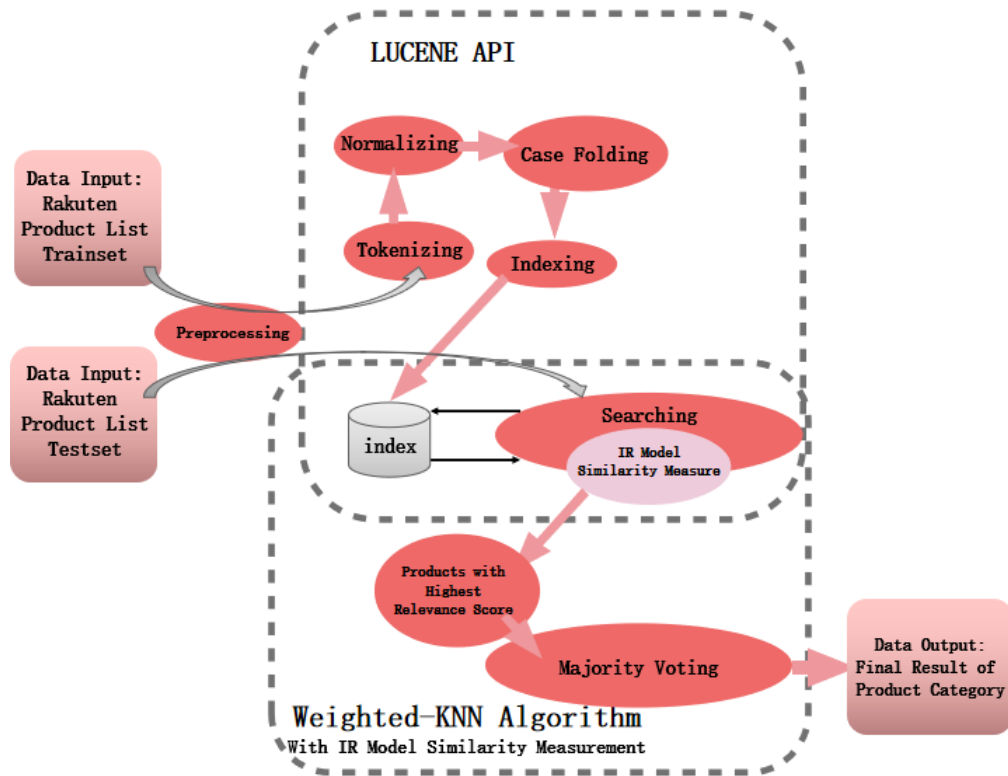 LUCENE API
Normalizing
Case Folding
Data Input:
Rakuten
Product List
Trainset
Tokenizing
Indexing
Preprocessing
Data Input:
Rakuten
Product List
Testset
index
Searching
IR Model
Similarity Measure
Products with
Highest
Relevance Score
Majority Voting
Data Output:
Final Result of
Product Category
Weighted-KNN Algorithm
With IR Model Similarity Measurement